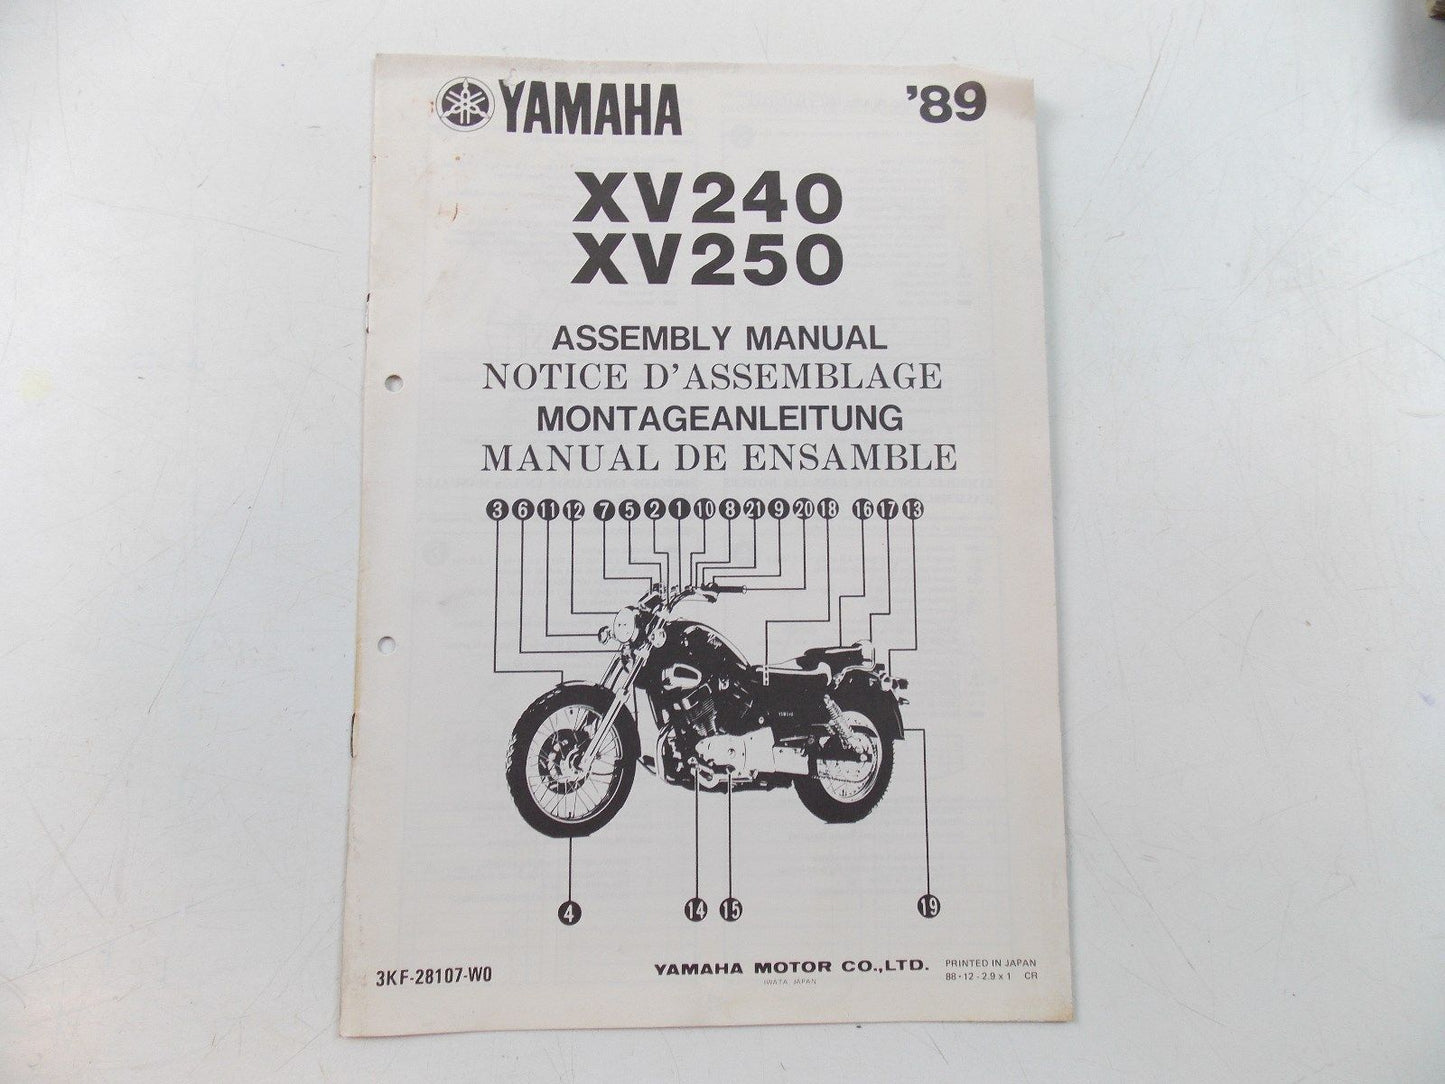 YAMAHA '89
XV240
XV250
ASSEMBLY MANUAL
NOTICE D'ASSEMBLAGE
MONTAGEANLEITUNG
MANUAL DE ENSAMBLE
3 6 11 12 7 5 2 1 10 8 21 9 20 18 16 17 13
YAMAHA
4 14 15 19
3KF-28107-W0
YAMAHA MOTOR CO.,LTD.
IWATA, JAPAN
PRINTED IN JAPAN
88・12 - 2.9 x 1 CR